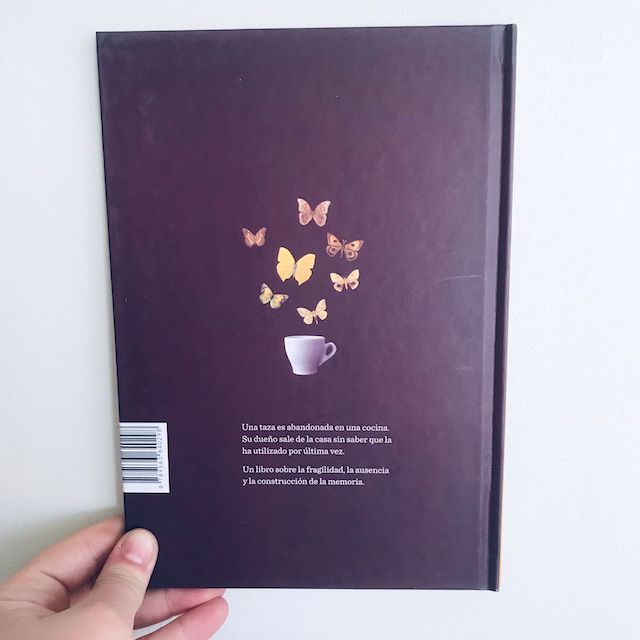 Una taza es abandonada en una cocina.
Su dueño sale de la casa sin saber que la
ha utilizado por última vez.
Un libro sobre la fragilidad, la ausencia
y la construcción de la memoria.
9789563640298